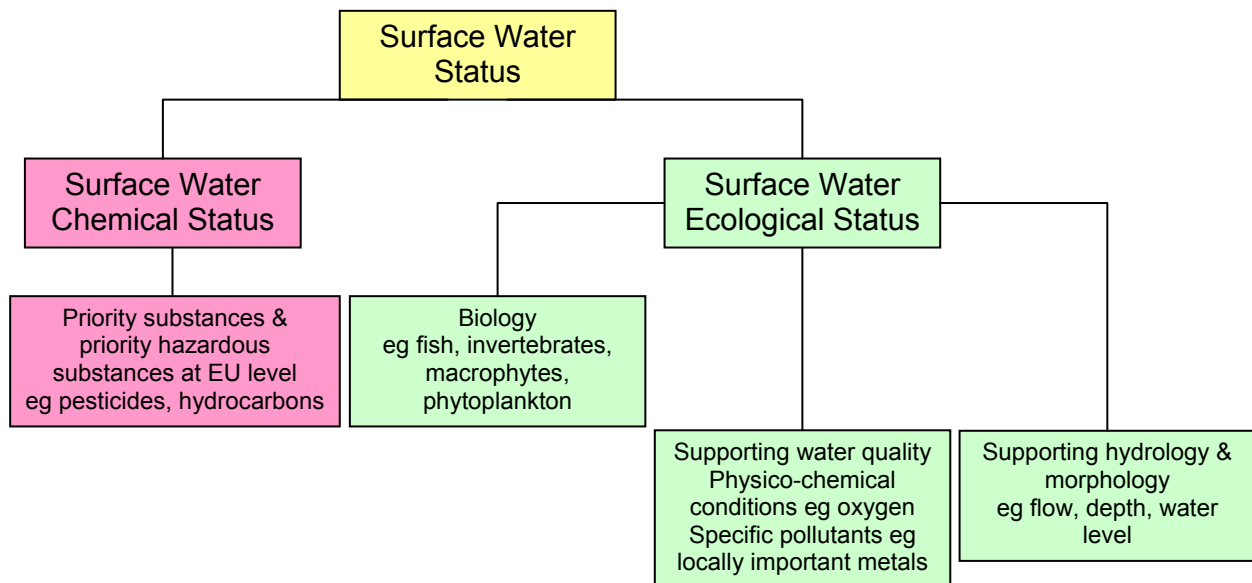 Surface Water
Status
Surface Water
Chemical Status
Surface Water
Ecological Status
Priority substances &
priority hazardous
substances at EU level
eg pesticides, hydrocarbons
Biology
eg fish, invertebrates,
macrophytes,
phytoplankton
Supporting water quality
Physico-chemical
conditions eg oxygen
Specific pollutants eg
locally important metals
Supporting hydrology &
morphology
eg flow, depth, water
level